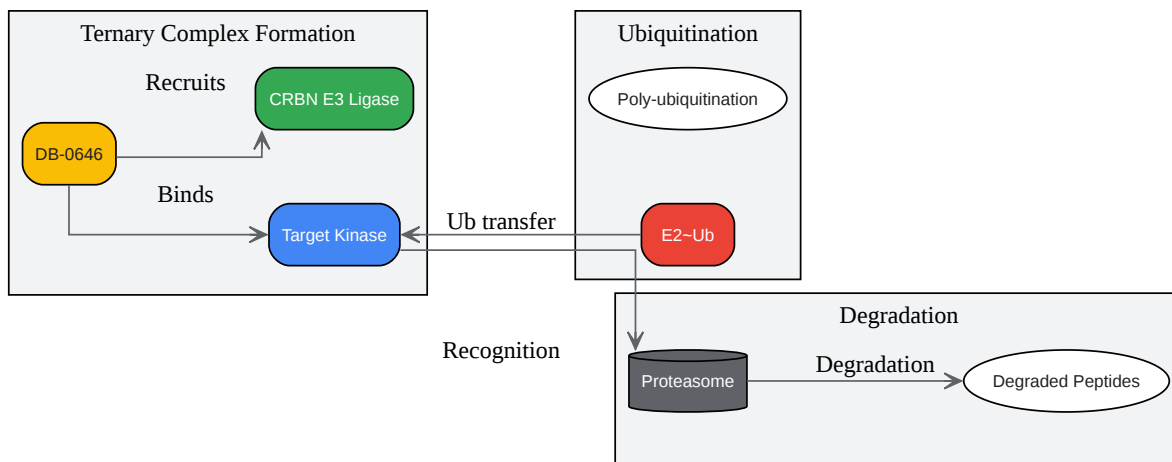 Ternary Complex Formation
Ubiquitination
Recruits
CRBN E3 Ligase
Poly-ubiquitination
DB-0646
Binds
Target Kinase
Ub transfer
E2~Ub
Degradation
Recognition
Proteasome
Degradation
Degraded Peptides